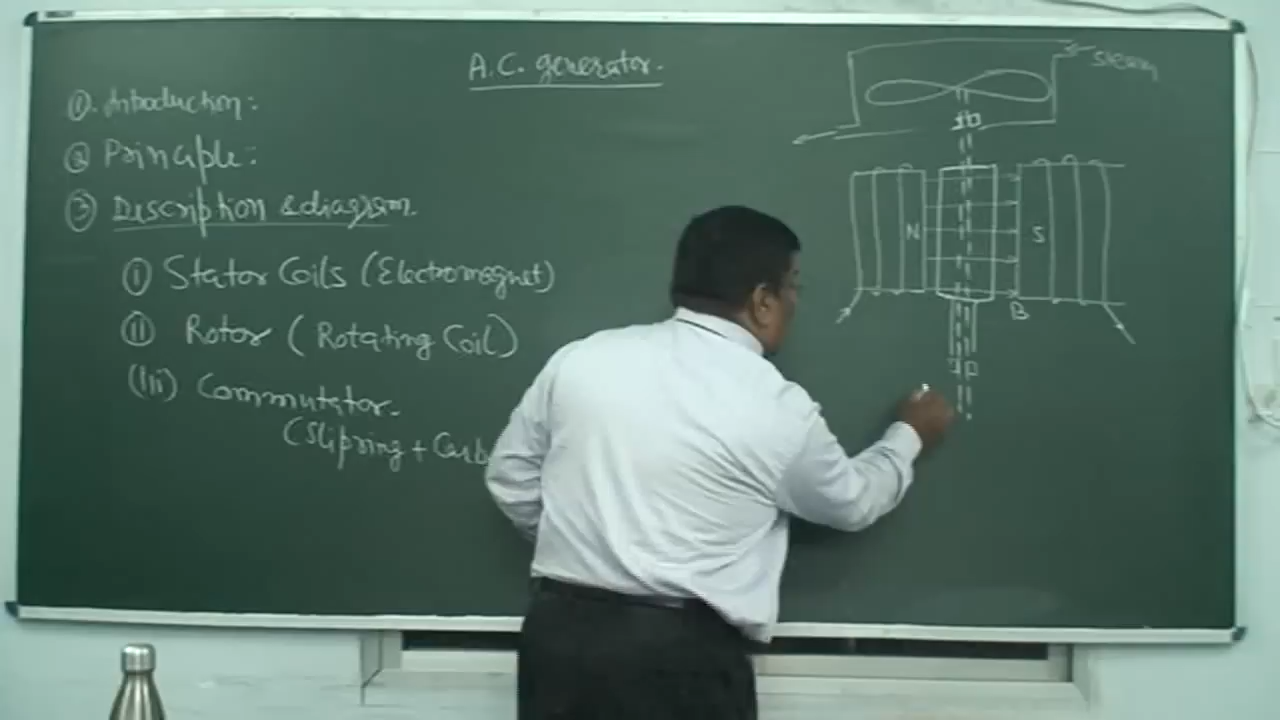 A.C. generator.
①. Introduction:
② Principle:
③ Description & diagram.
ⓘ Stator Coils (Electromagnet)
ⓘⓘ Rotor (Rotating Coil)
(iii) Commutator.
(Slipring + Carb
steam
N
S
B